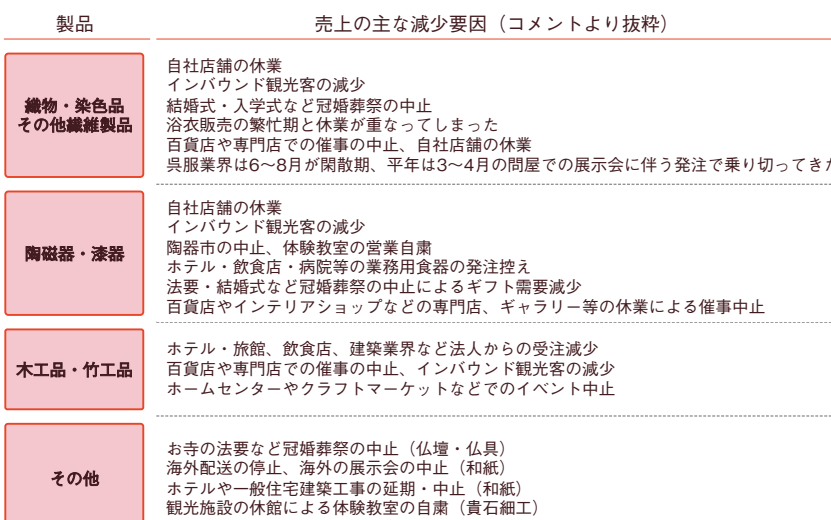 製品
売上の主な減少要因（コメントより抜粋）
織物・染色品
その他繊維製品
自社店舗の休業
インバウンド観光客の減少
結婚式・入学式など冠婚葬祭の中止
浴衣販売の繁忙期と休業が重なってしまった
百貨店や専門店での催事の中止、自社店舗の休業
呉服業界は6〜8月が閑散期、平年は3〜4月の問屋での展示会に伴う発注で乗り切ってき
陶磁器・漆器
自社店舗の休業
インバウンド観光客の減少
陶器市の中止、体験教室の営業自粛
ホテル・飲食店・病院等の業務用食器の発注控え
法要・結婚式など冠婚葬祭の中止によるギフト需要減少
百貨店やインテリアショップなどの専門店、ギャラリー等の休業による催事中止
木工品・竹工品
ホテル・旅館、飲食店、建築業界など法人からの受注減少
百貨店や専門店での催事の中止、インバウンド観光客の減少
ホームセンターやクラフトマーケットなどでのイベント中止
その他
お寺の法要など冠婚葬祭の中止（仏壇・仏具）
海外配送の停止、海外の展示会の中止（和紙）
ホテルや一般住宅建築工事の延期・中止（和紙）
観光施設の休館による体験教室の自粛（貴石細工）